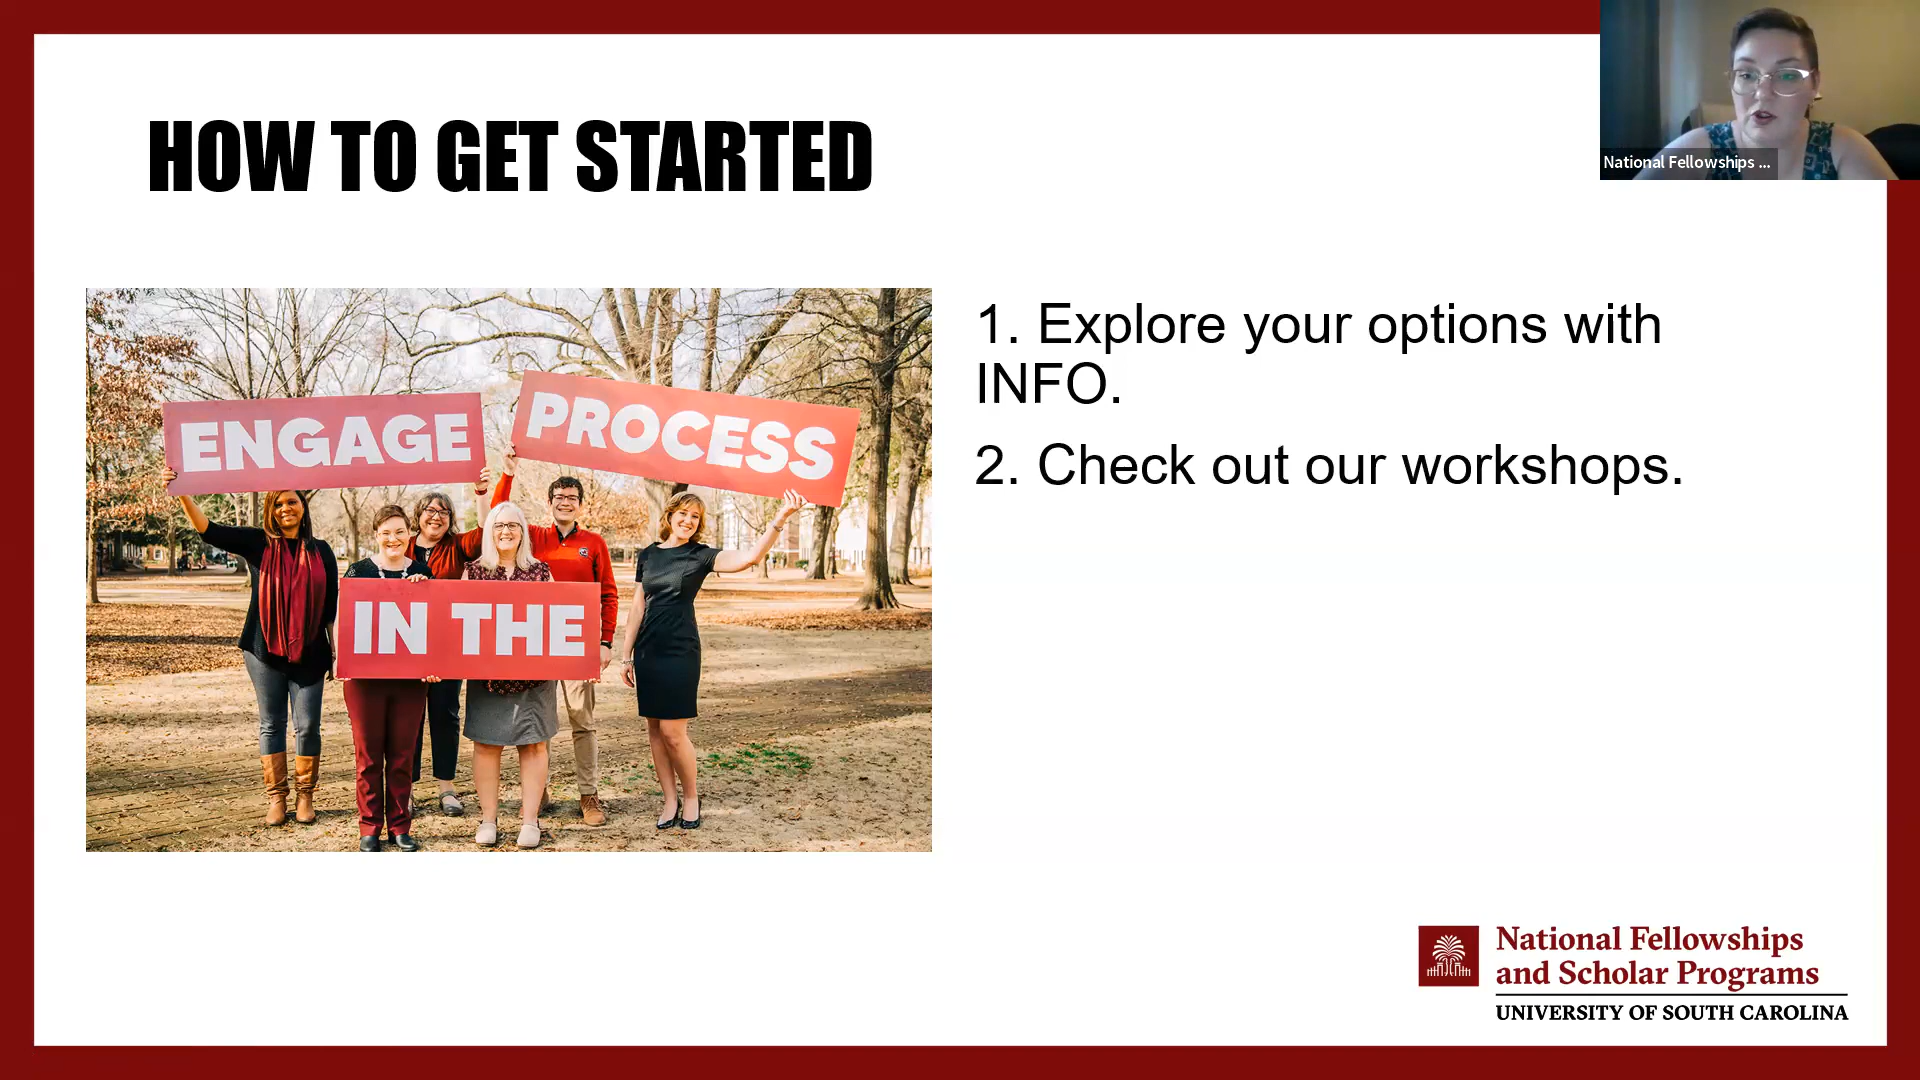 HOW TO GET STARTED
National Fellowships ...
ENGAGE
PROCESS
IN THE
1. Explore your options with
INFO.
2. Check out our workshops.
National Fellowships
and Scholar Programs
UNIVERSITY OF SOUTH CAROLINA